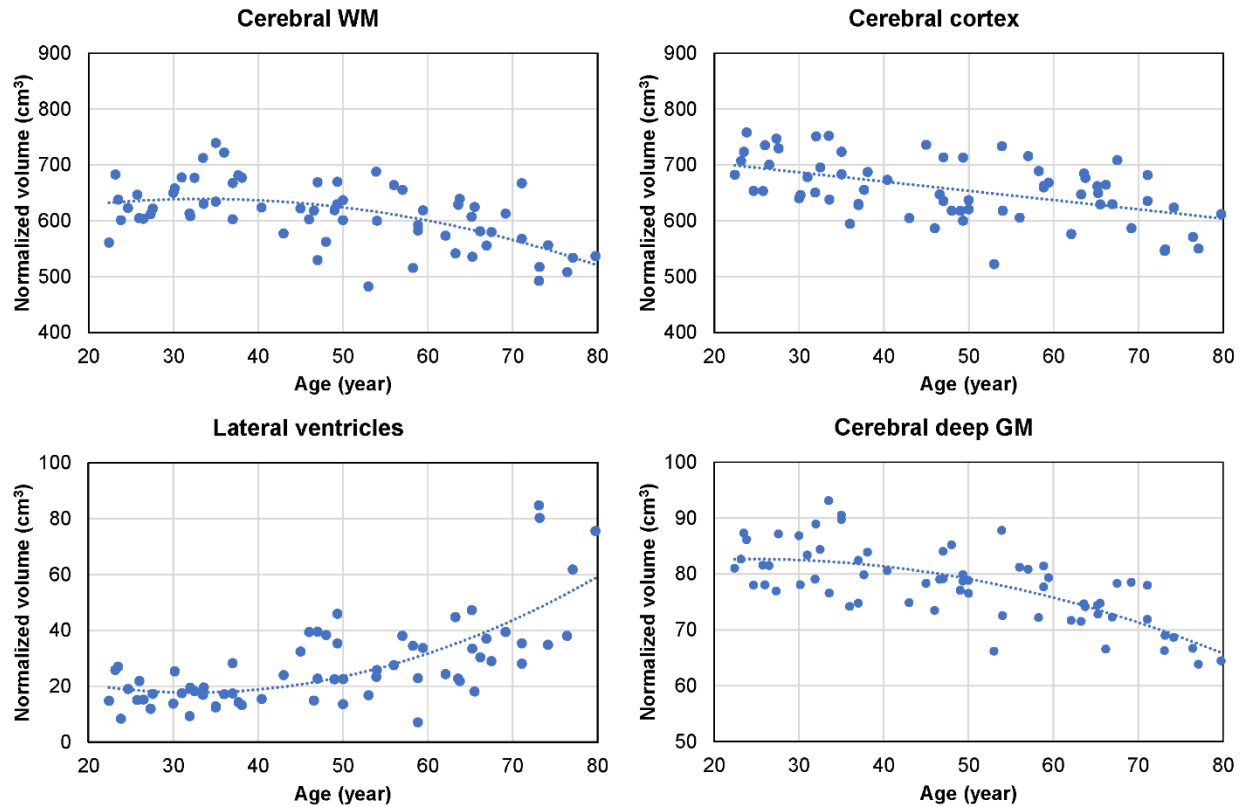 Cerebral WM
Normalized volume (cm³)
900
800
700
600
500
400
20 30 40 50 60 70 80
Age (year)
Cerebral cortex
Normalized volume (cm³)
900
800
700
600
500
400
20 30 40 50 60 70 80
Age (year)
Lateral ventricles
Normalized volume (cm³)
100
80
60
40
20
0
20 30 40 50 60 70 80
Age (year)
Cerebral deep GM
Normalized volume (cm³)
100
90
80
70
60
50
20 30 40 50 60 70 80
Age (year)